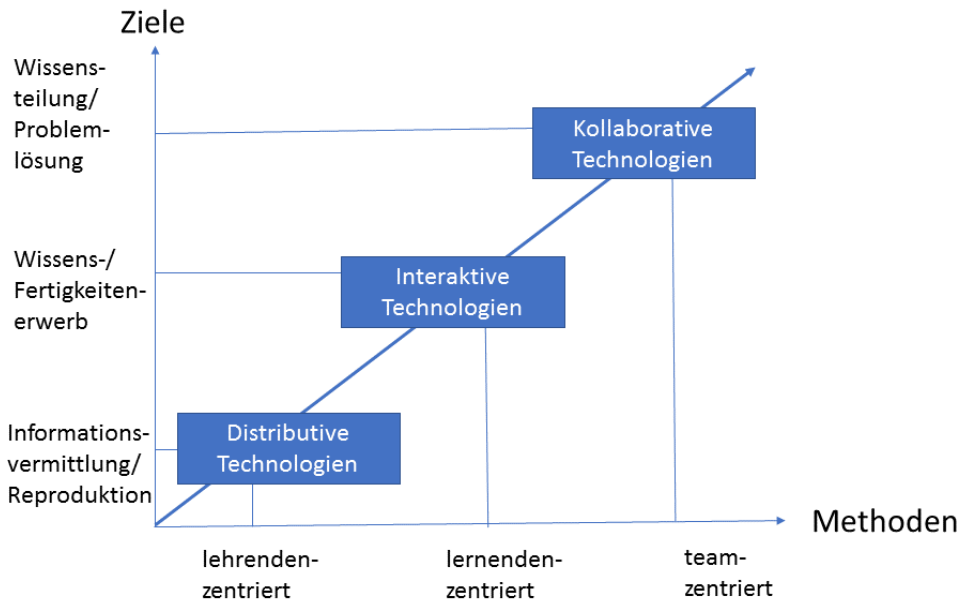 Ziele
Wissens-
teilung/
Problem-
lösung
Kollaborative
Technologien
Wissens-/
Fertigkeiten-
erwerb
Interaktive
Technologien
Informations-
vermittlung/
Reproduktion
Distributive
Technologien
Methoden
lehrenden-
zentriert
lernenden-
zentriert
team-
zentriert